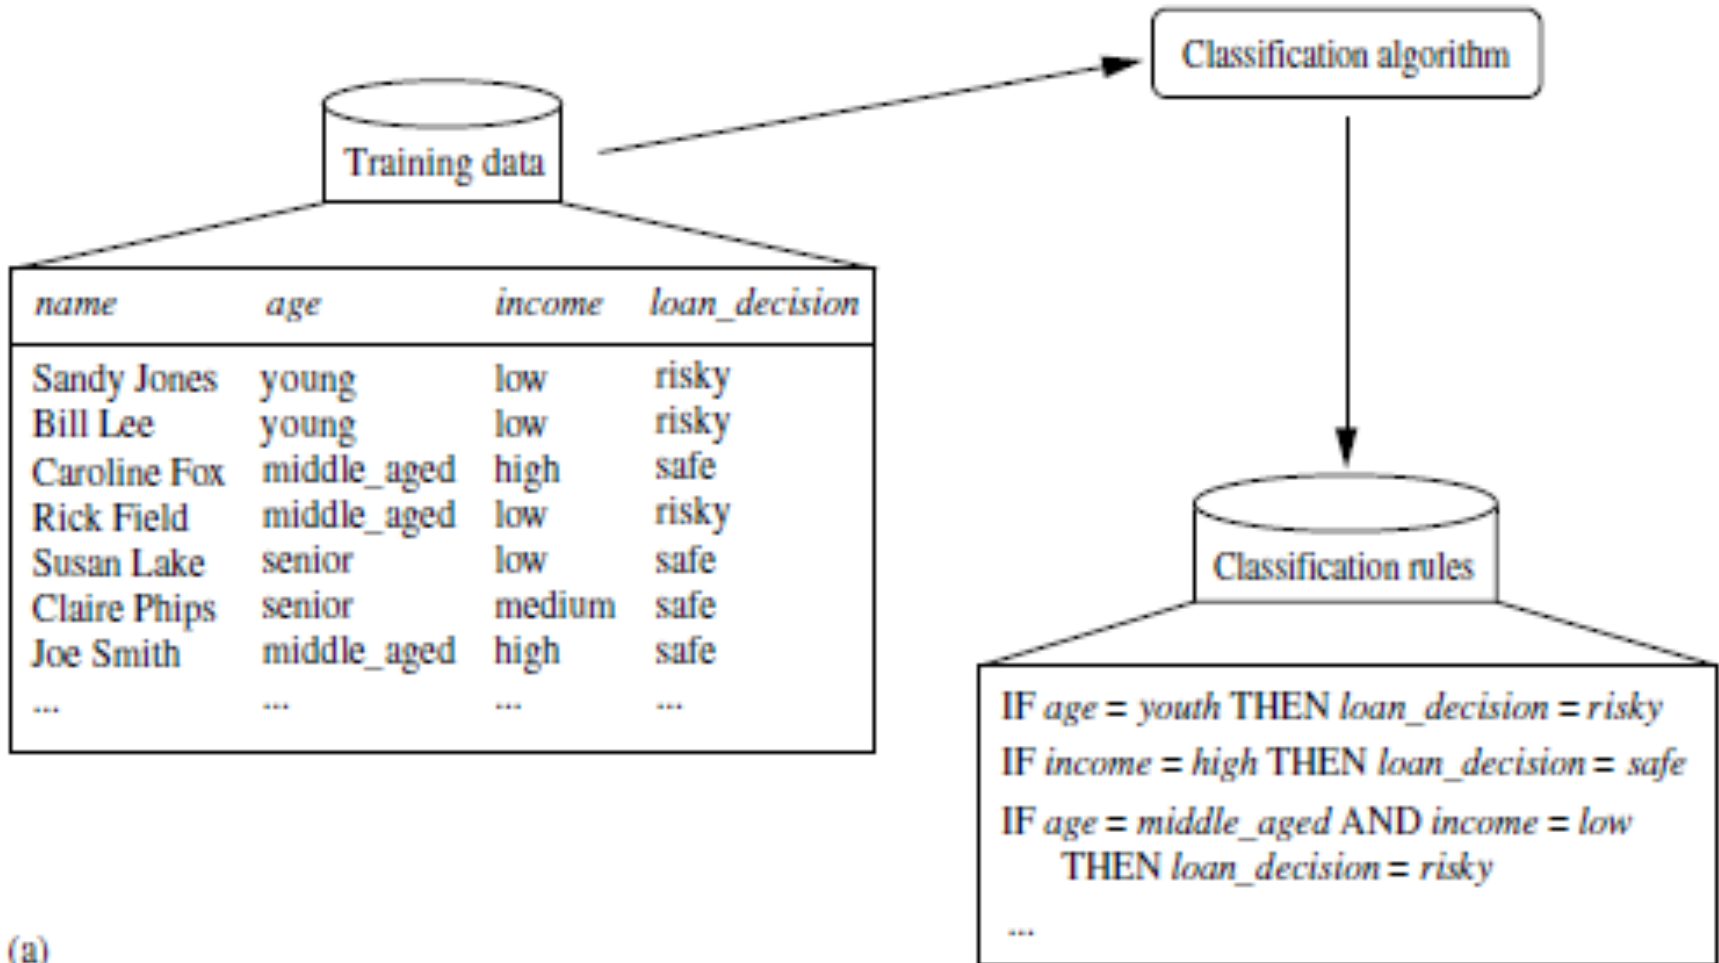 Classification algorithm
Training data
name age income loan_decision
Sandy Jones young low risky
Bill Lee young low risky
Caroline Fox middle_aged high safe
Rick Field middle_aged low risky
Susan Lake senior low safe
Claire Phips senior medium safe
Joe Smith middle_aged high safe
... ... ... ...
Classification rules
IF age = youth THEN loan_decision = risky
IF income = high THEN loan_decision = safe
IF age = middle_aged AND income = low
THEN loan_decision = risky
...
(a)